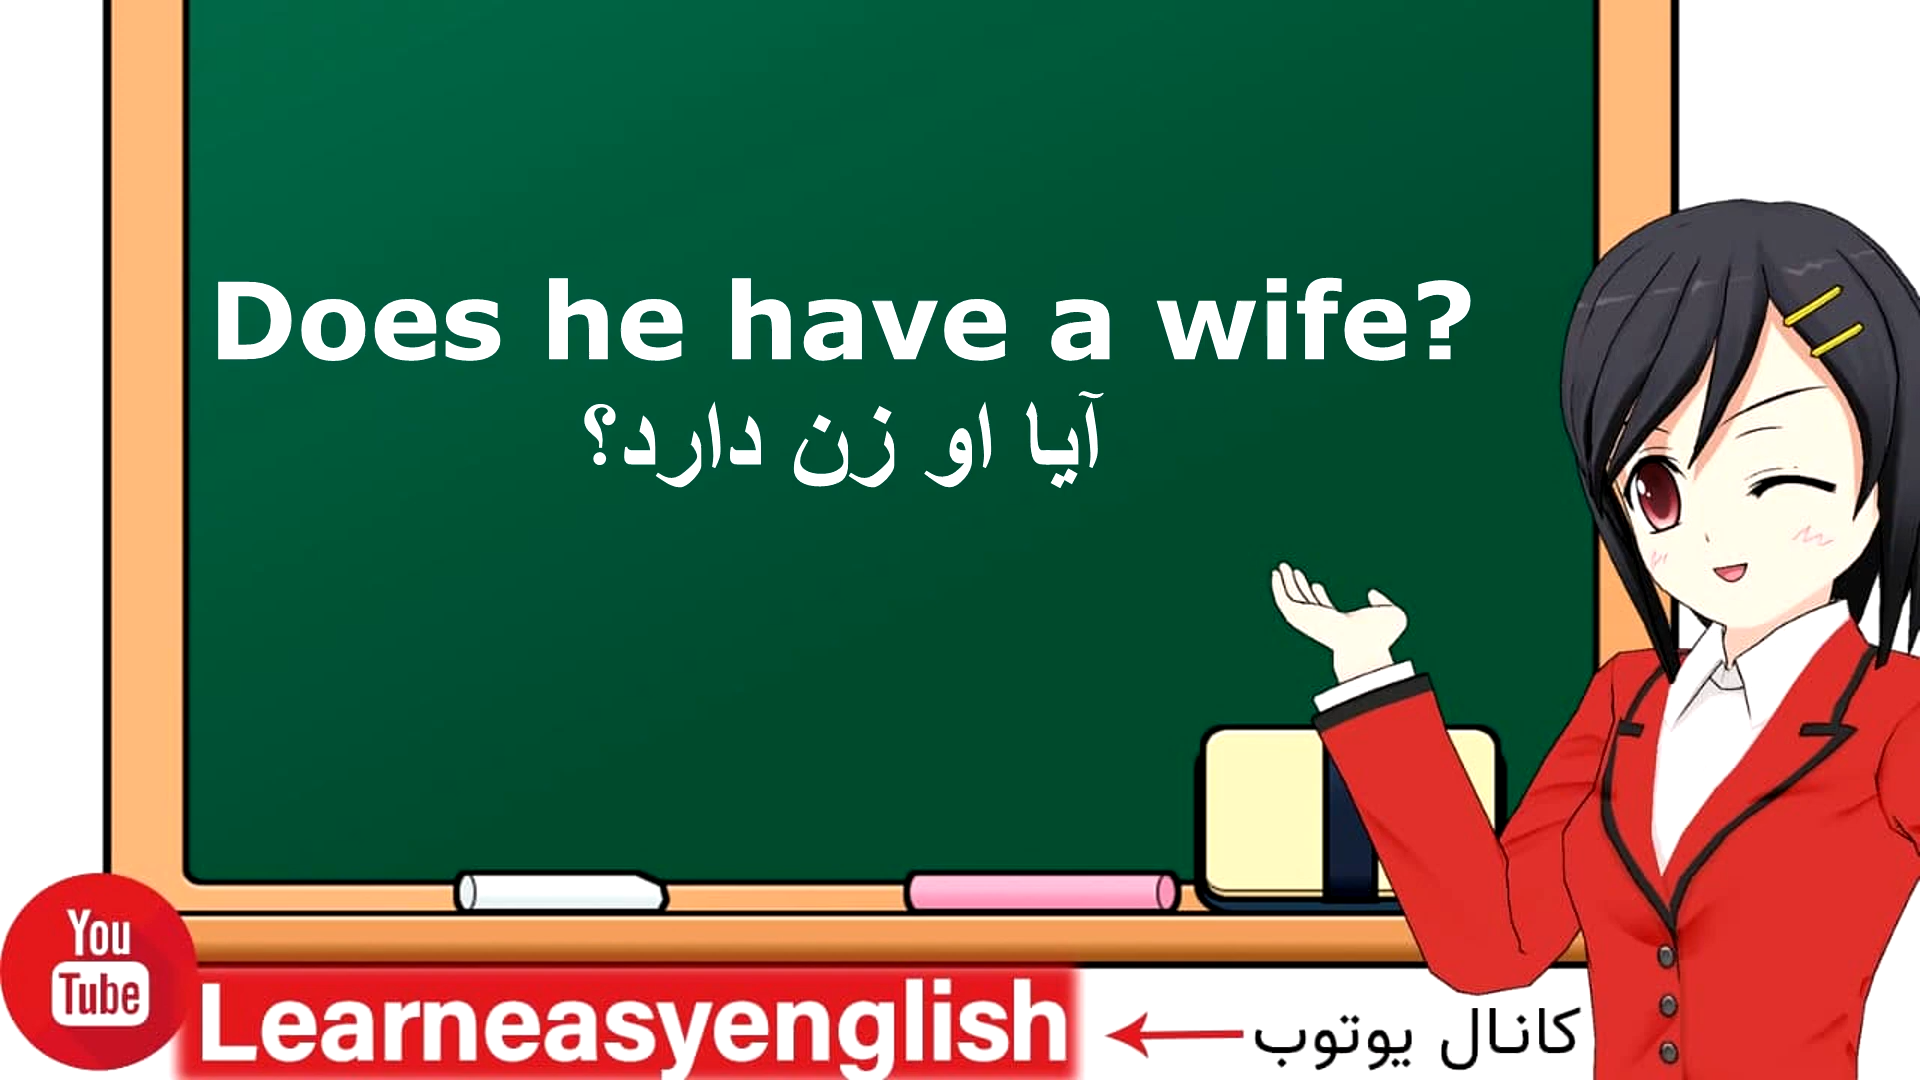 Does he have a wife?
آیا او زن دارد؟
You
Tube
Learneasyenglish
کانال یوتوب